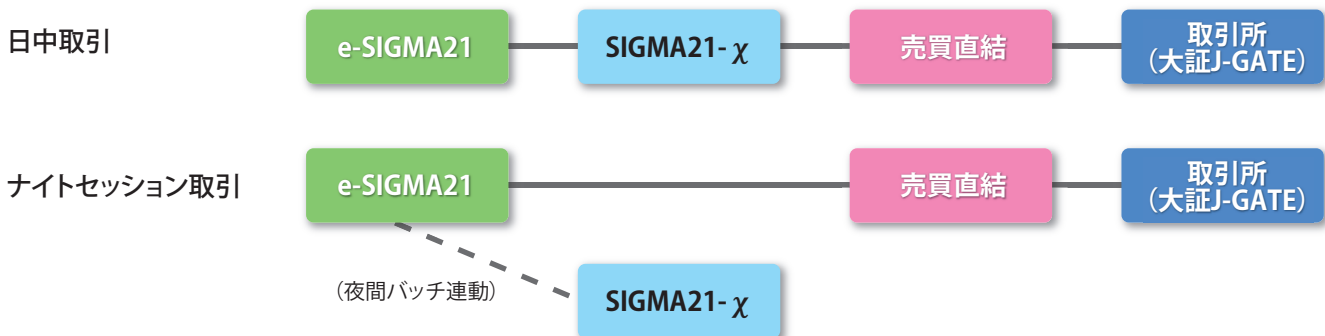 日中取引
e-SIGMA21
SIGMA21- χ
売買直結
取引所
（大証J-GATE）
ナイトセッション取引
e-SIGMA21
売買直結
取引所
（大証J-GATE）
（夜間バッチ連動）
SIGMA21- χ